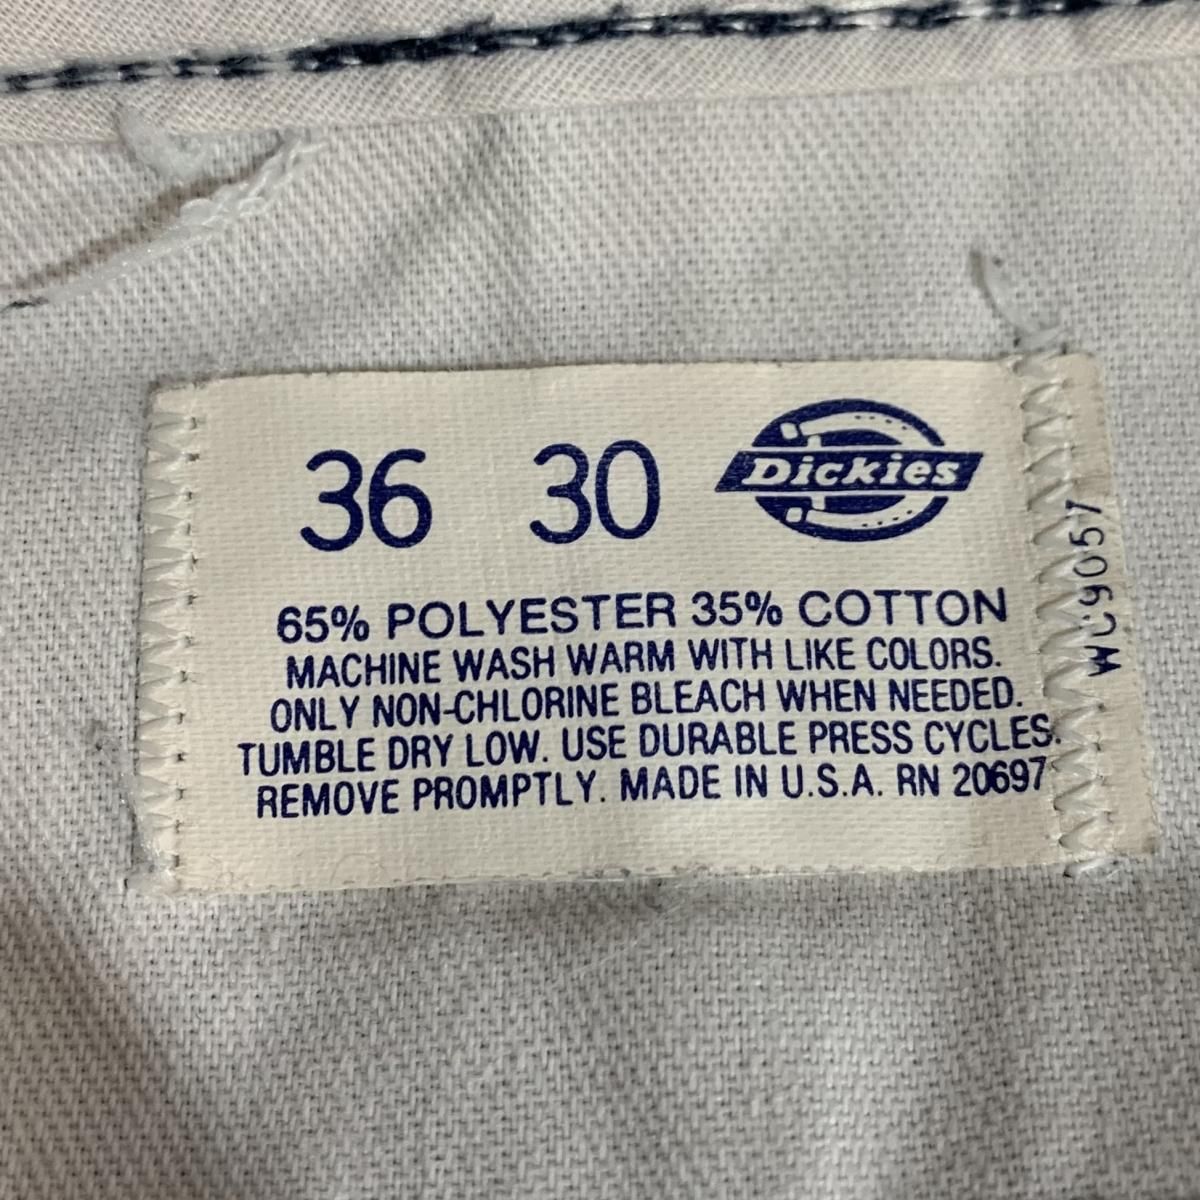 36 30 Dickies
65% POLYESTER 35% COTTON
MACHINE WASH WARM WITH LIKE COLORS.
ONLY NON-CHLORINE BLEACH WHEN NEEDED.
TUMBLE DRY LOW. USE DURABLE PRESS CYCLES.
REMOVE PROMPTLY. MADE IN U.S.A. RN 20697
WC9057